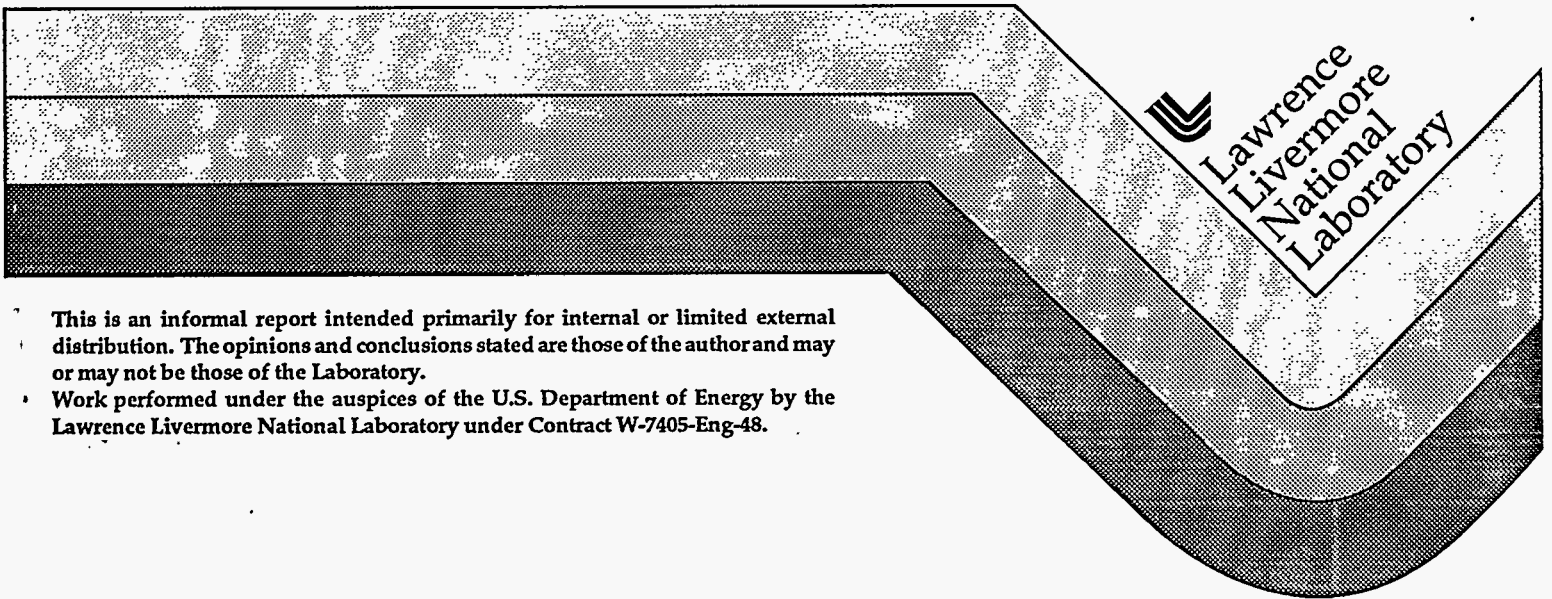 Lawrence
Livermore
National
Laboratory
This is an informal report intended primarily for internal or limited external
distribution. The opinions and conclusions stated are those of the author and may
or may not be those of the Laboratory.
Work performed under the auspices of the U.S. Department of Energy by the
Lawrence Livermore National Laboratory under Contract W-7405-Eng-48.